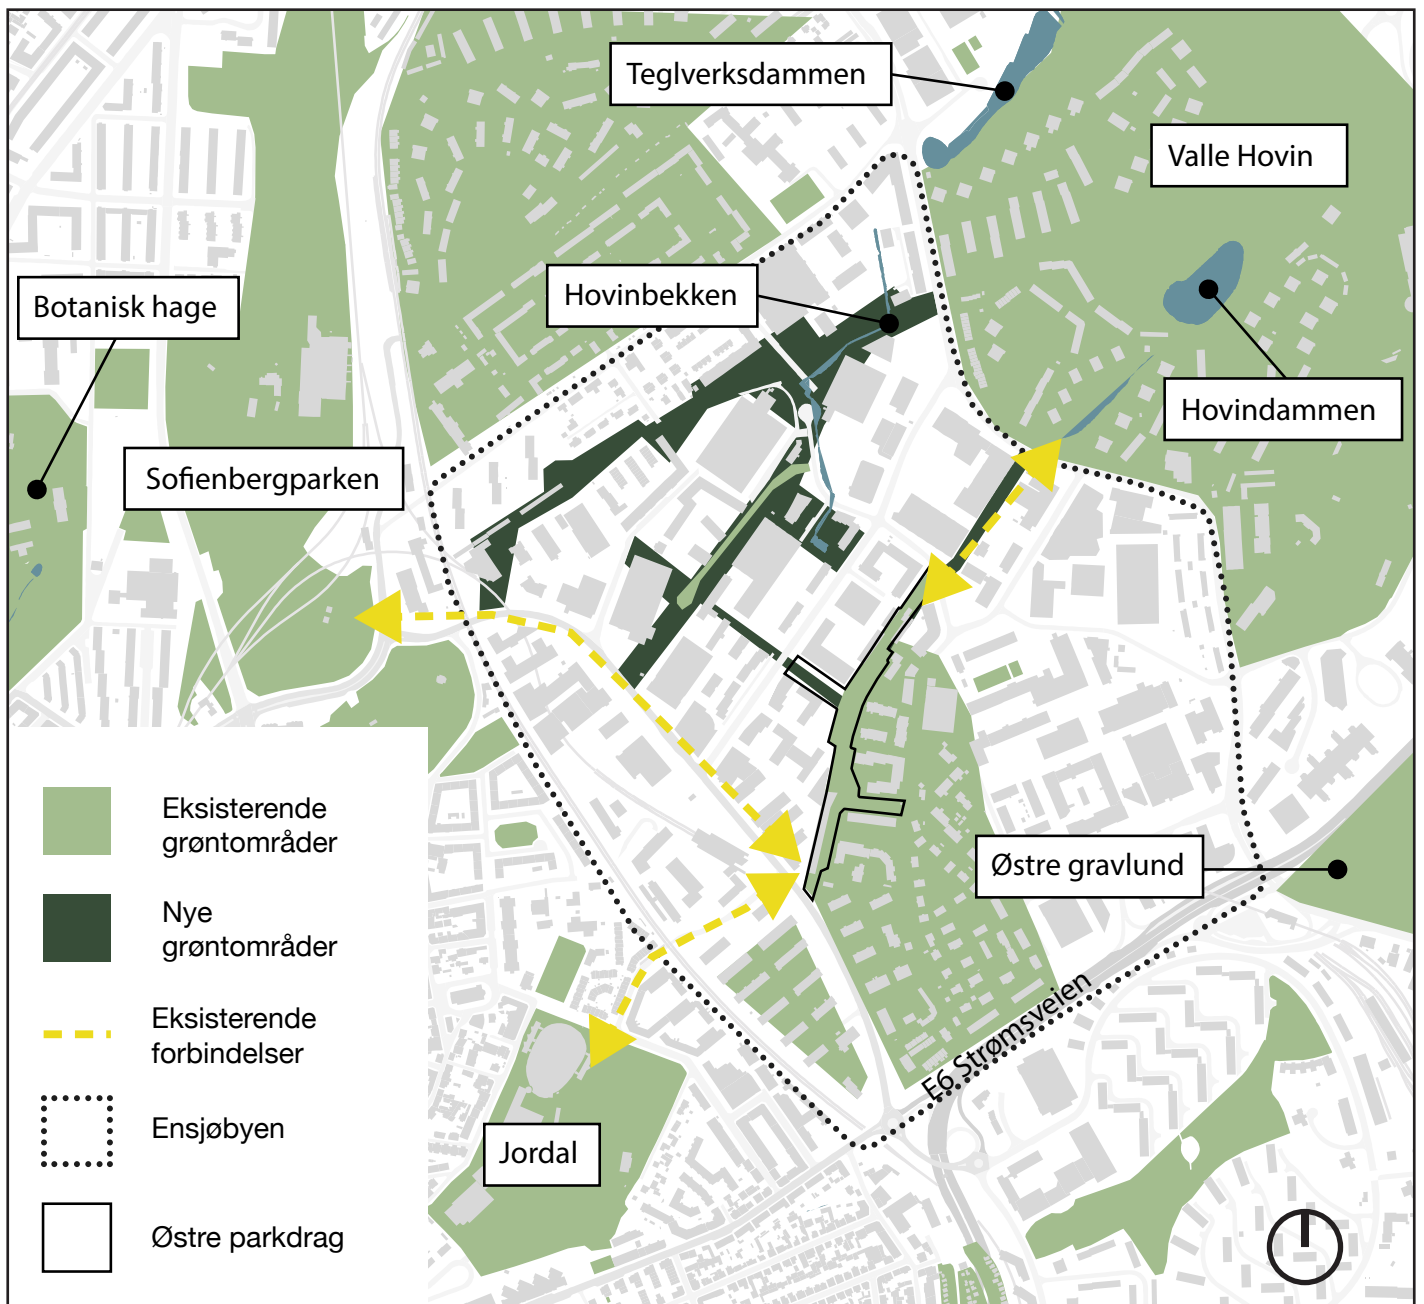 Teglverksdammen
Valle Hovin
Hovinbekken
Botanisk hage
Hovindammen
Sofienbergparken
Østre gravlund
E6 Strømsveien
Jordal
Eksisterende
grøntområder
Nye
grøntområder
Eksisterende
forbindelser
Ensjøbyen
Østre parkdrag